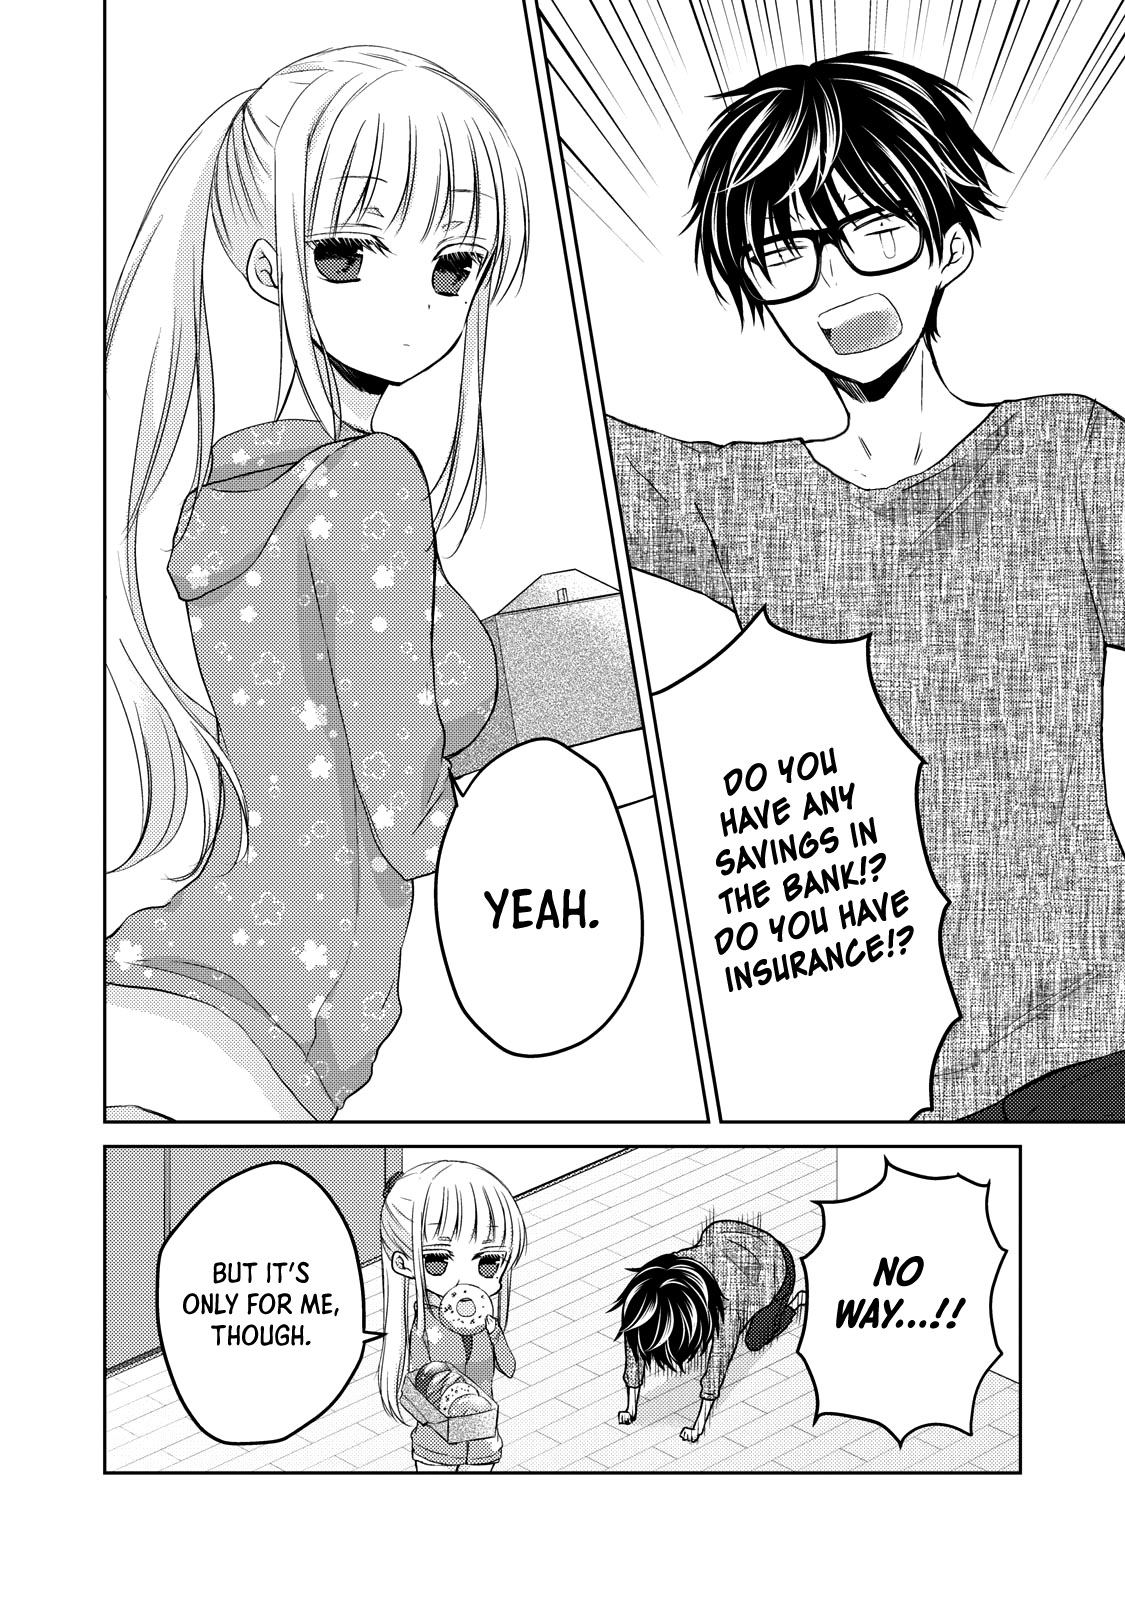 DO YOU
HAVE ANY
SAVINGS IN
THE BANK!?
DO YOU HAVE
INSURANCE!?
YEAH.
NO
WAY...!!
BUT IT'S
ONLY FOR ME,
THOUGH.